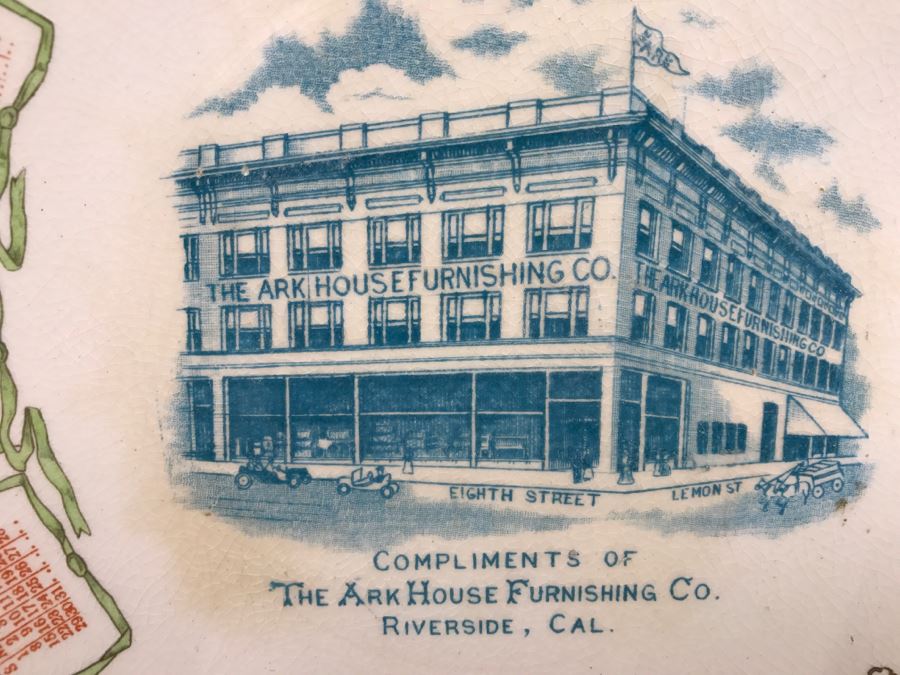 ARK
THE ARK HOUSEFURNISHING CO.
THE ARK HOUSEFURNISHING CO
EIGHTH STREET
LEMON ST
COMPLIMENTS OF
THE ARK HOUSE FURNISHING CO.
RIVERSIDE, CAL.